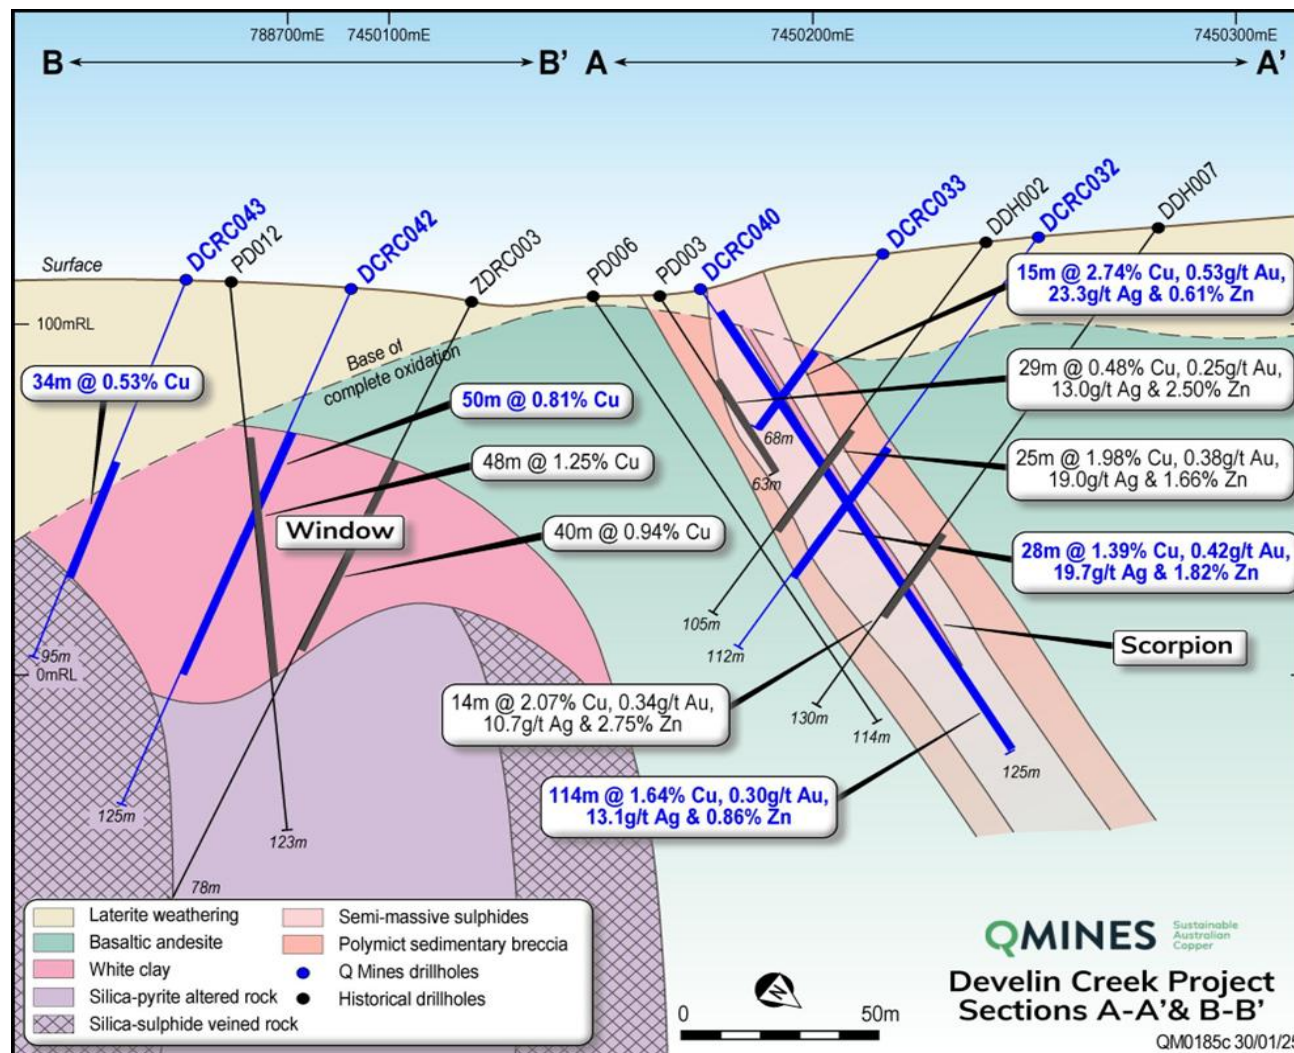 788700mE
7450100mE
7450200mE
7450300mE
B
B'
A
A'
DCRC043
PD012
DCRC042
ZDRC003
PD006
PD003
DCRC040
DCRC033
DDH002
DCRC032
DDH007
Surface
100mRL
Base of
complete oxidation
15m @ 2.74% Cu, 0.53g/t Au,
23.3g/t Ag & 0.61% Zn
34m @ 0.53% Cu
50m @ 0.81% Cu
29m @ 0.48% Cu, 0.25g/t Au,
13.0g/t Ag & 2.50% Zn
48m @ 1.25% Cu
68m
63m
25m @ 1.98% Cu, 0.38g/t Au,
19.0g/t Ag & 1.66% Zn
Window
40m @ 0.94% Cu
28m @ 1.39% Cu, 0.42g/t Au,
19.7g/t Ag & 1.82% Zn
105m
112m
Scorpion
95m
0mRL
14m @ 2.07% Cu, 0.34g/t Au,
10.7g/t Ag & 2.75% Zn
130m
114m
125m
114m @ 1.64% Cu, 0.30g/t Au,
13.1g/t Ag & 0.86% Zn
125m
123m
78m
Laterite weathering
Basaltic andesite
White clay
Silica-pyrite altered rock
Silica-sulphide veined rock
Semi-massive sulphides
Polymict sedimentary breccia
Q Mines drillholes
Historical drillholes
N
0
50m
QMINES
Sustainable
Australian
Copper
Develin Creek Project
Sections A-A'& B-B'
QM0185c 30/01/25